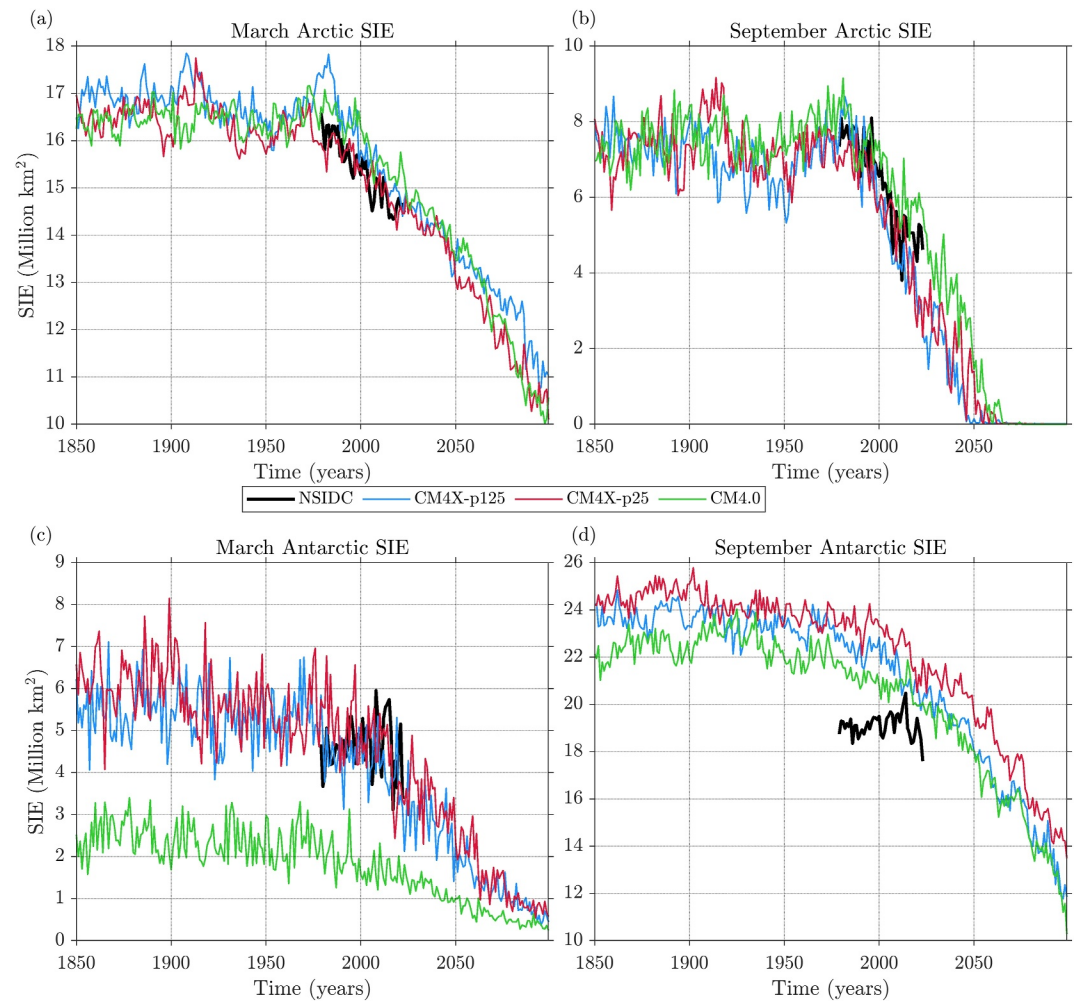 (a)
March Arctic SIE
18
17
16
15
14
13
12
11
10
SIE (Million km²)
1850 1900 1950 2000 2050
Time (years)
(b)
September Arctic SIE
10
8
6
4
2
0
1850 1900 1950 2000 2050
Time (years)
NSIDC CM4X-p125 CM4X-p25 CM4.0
(c)
March Antarctic SIE
9
8
7
6
5
4
3
2
1
0
SIE (Million km²)
1850 1900 1950 2000 2050
Time (years)
(d)
September Antarctic SIE
26
24
22
20
18
16
14
12
10
1850 1900 1950 2000 2050
Time (years)